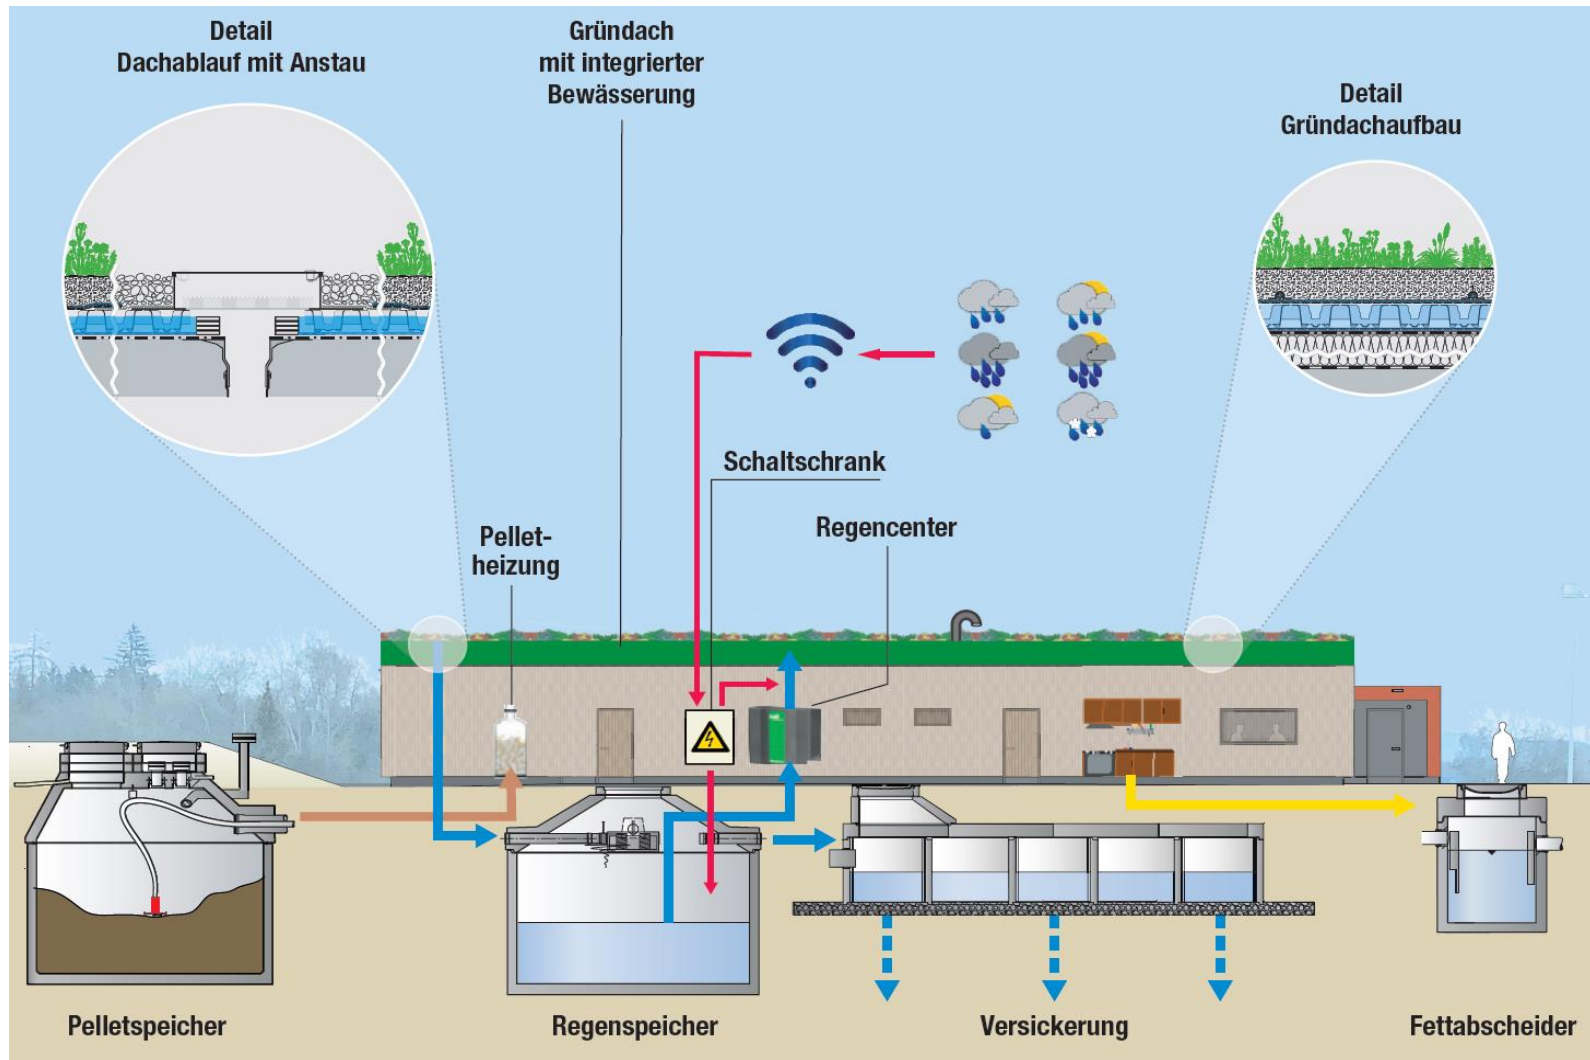 Detail
Dachablauf mit Anstau
Gründach
mit integrierter
Bewässerung
Detail
Gründachaufbau
Schaltschrank
Regencenter
Pellet-
heizung
Pelletspeicher
Regenspeicher
Versickerung
Fettabscheider